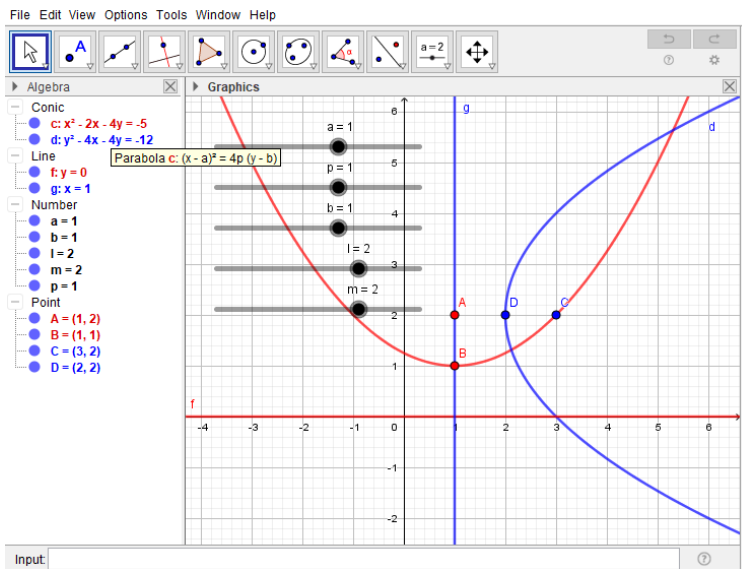 File Edit View Options Tools Window Help
A α a = 2
Algebra Graphics
Conic
c: x² - 2x - 4y = -5
d: y² - 4x - 4y = -12
Parabola c: (x - a)² = 4p (y - b)
Line
f: y = 0
g: x = 1
Number
a = 1
b = 1
l = 2
m = 2
p = 1
Point
A = (1, 2)
B = (1, 1)
C = (3, 2)
D = (2, 2)
a = 1
p = 1
b = 1
l = 2
m = 2
g
d
A
D
C
B
f
6
5
4
3
2
1
-4 -3 -2 -1 0 1 2 3 4 5 6
-1
-2
Input: